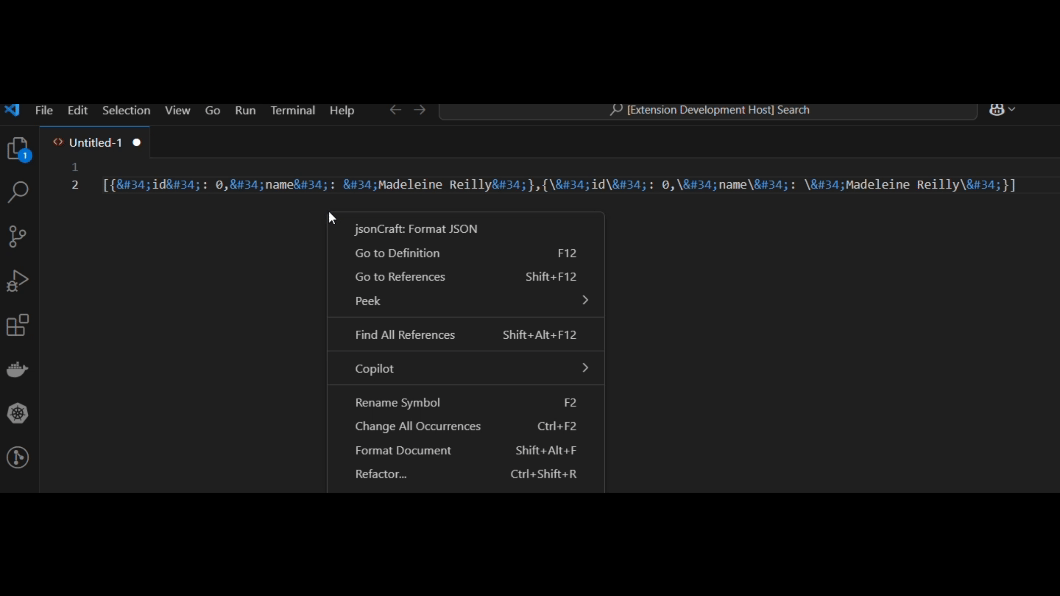 File Edit Selection View Go Run Terminal Help [Extension Development Host] Search
Untitled-1
1
1
2 [{&#34;id&#34;: 0,&#34;name&#34;: &#34;Madeleine Reilly&#34;},{\&#34;id\&#34;: 0,\&#34;name\&#34;: \&#34;Madeleine Reilly\&#34;}]
jsonCraft: Format JSON
Go to Definition F12
Go to References Shift+F12
Peek
Find All References Shift+Alt+F12
Copilot
Rename Symbol F2
Change All Occurrences Ctrl+F2
Format Document Shift+Alt+F
Refactor... Ctrl+Shift+R